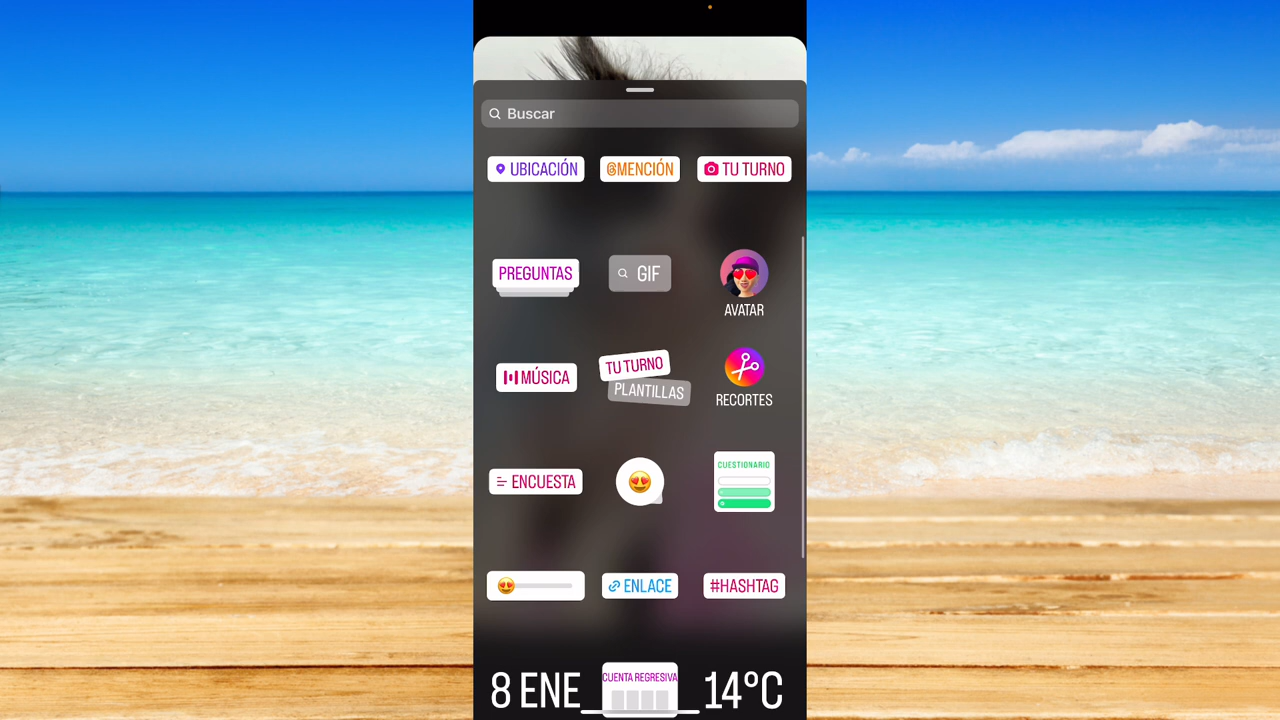 Buscar
UBICACIÓN
@MENCIÓN
TU TURNO
PREGUNTAS
GIF
AVATAR
MÚSICA
TU TURNO
PLANTILLAS
RECORTES
ENCUESTA
CUESTIONARIO
ENLACE
#HASHTAG
8 ENE
CUENTA REGRESIVA
14°C